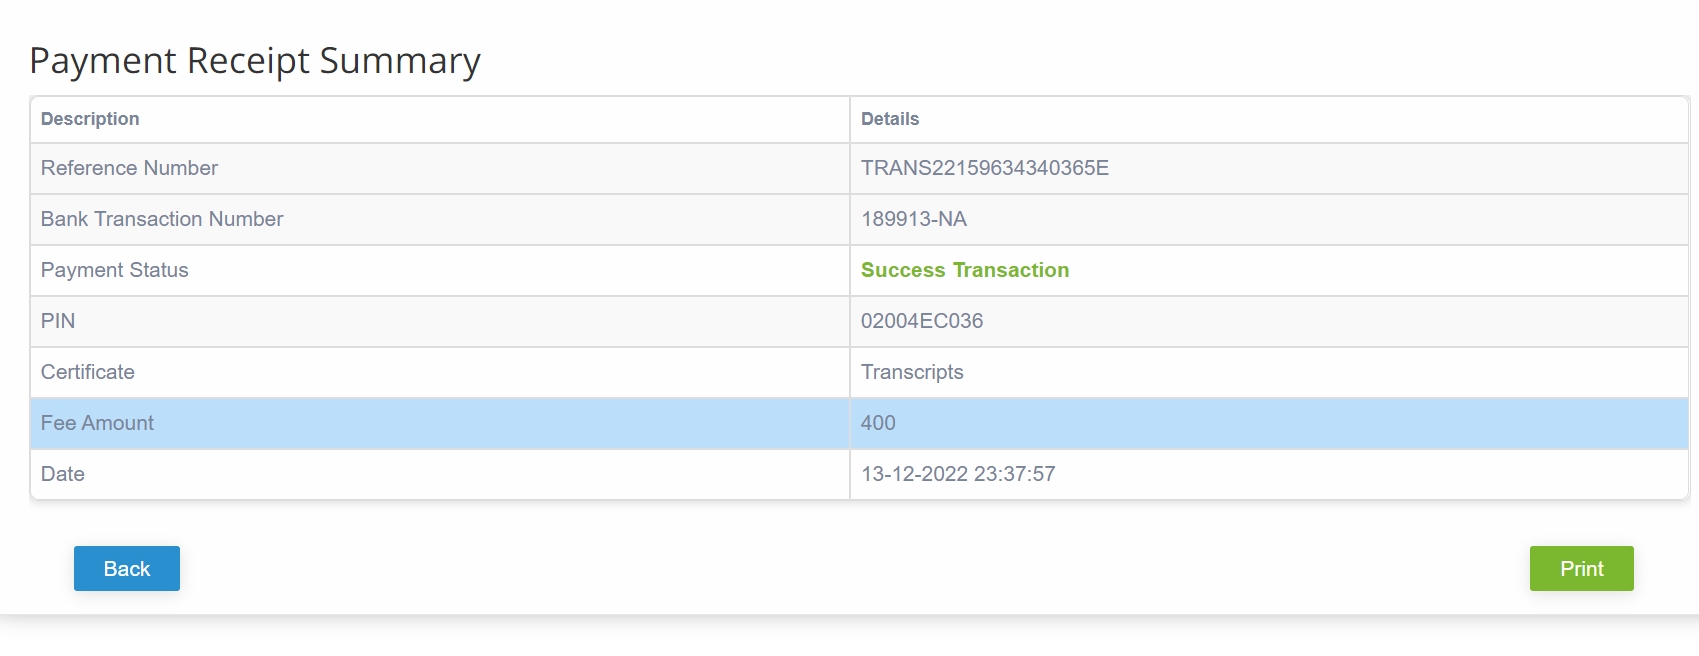 Payment Receipt Summary
Description Details
Reference Number TRANS22159634340365E
Bank Transaction Number 189913-NA
Payment Status Success Transaction
PIN 02004EC036
Certificate Transcripts
Fee Amount 400
Date 13-12-2022 23:37:57
Back Print